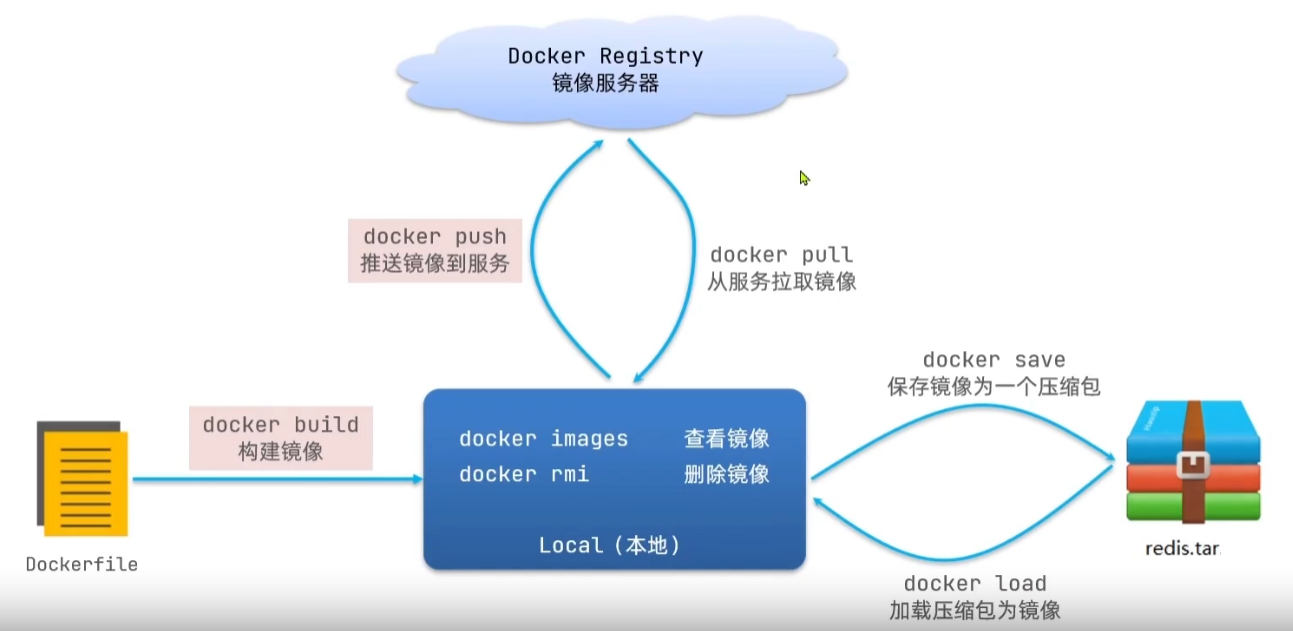 Docker Registry
镜像服务器
docker push
推送镜像到服务
docker pull
从服务拉取镜像
docker save
保存镜像为一个压缩包
docker build
构建镜像
docker images 查看镜像
docker rmi 删除镜像
Local（本地）
Dockerfile
redis.tar
docker load
加载压缩包为镜像